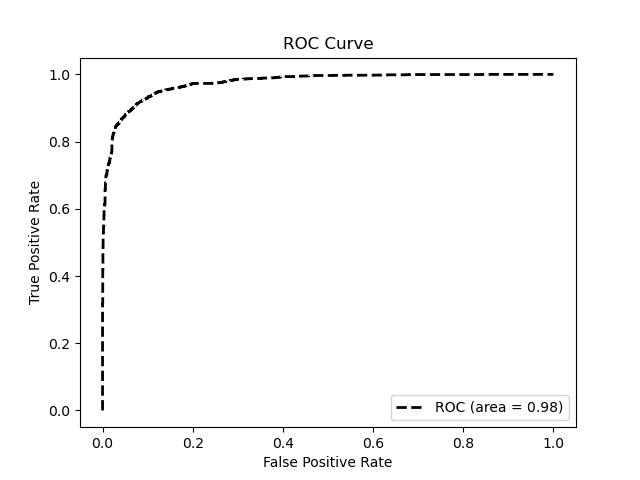 ROC Curve
1.0
0.8
0.6
0.4
0.2
0.0
True Positive Rate
ROC (area = 0.98)
0.0 0.2 0.4 0.6 0.8 1.0
False Positive Rate